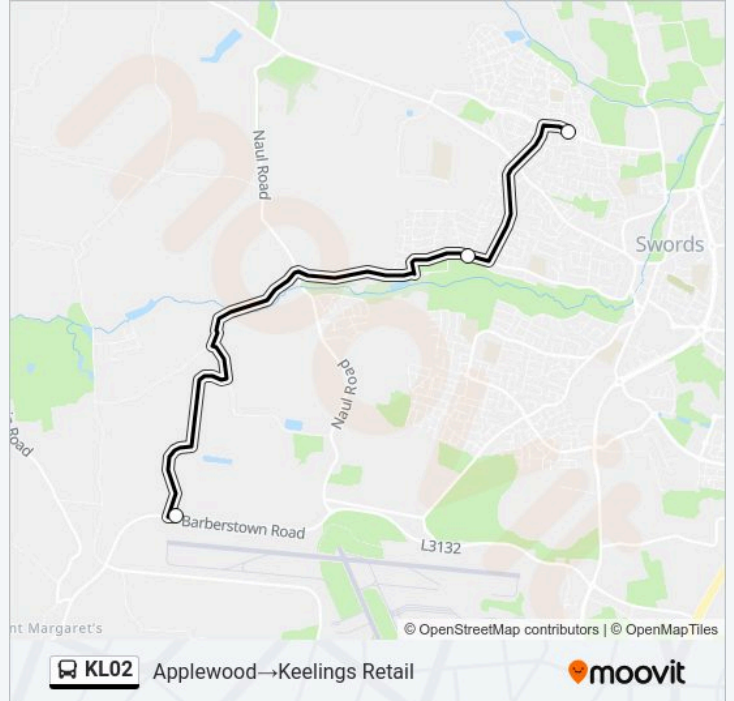 Naul Road
Swords
Naul Road
Road
Barberstown Road
L3132
nt Margaret's
© OpenStreetMap contributors | © OpenMapTiles
KL02 Applewood→Keelings Retail
moovit
moovit